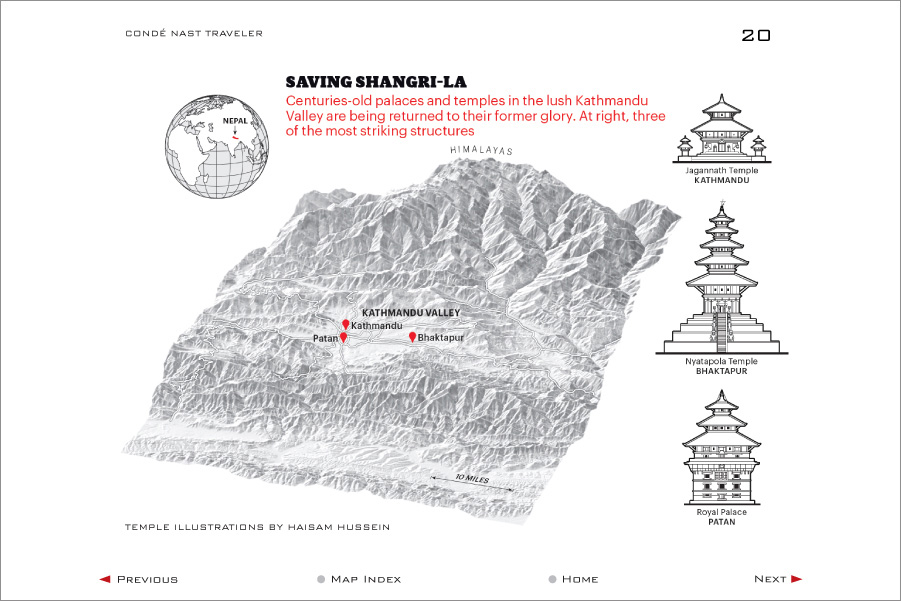 CONDÉ NAST TRAVELER
20
SAVING SHANGRI-LA
Centuries-old palaces and temples in the lush Kathmandu
Valley are being returned to their former glory. At right, three
of the most striking structures
NEPAL
HIMALAYAS
Jagannath Temple
KATHMANDU
KATHMANDU VALLEY
Kathmandu
Patan
Bhaktapur
Nyatapola Temple
BHAKTAPUR
10 MILES
Royal Palace
PATAN
TEMPLE ILLUSTRATIONS BY HAISAM HUSSEIN
PREVIOUS
MAP INDEX
HOME
NEXT